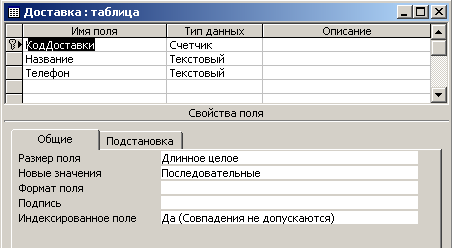 Доставка : таблица
Имя поля Тип данных Описание
КодДоставки Счетчик
Название Текстовый
Телефон Текстовый
Свойства поля
Общие Подстановка
Размер поля Длинное целое
Новые значения Последовательные
Формат поля
Подпись
Индексированное поле Да (Совпадения не допускаются)